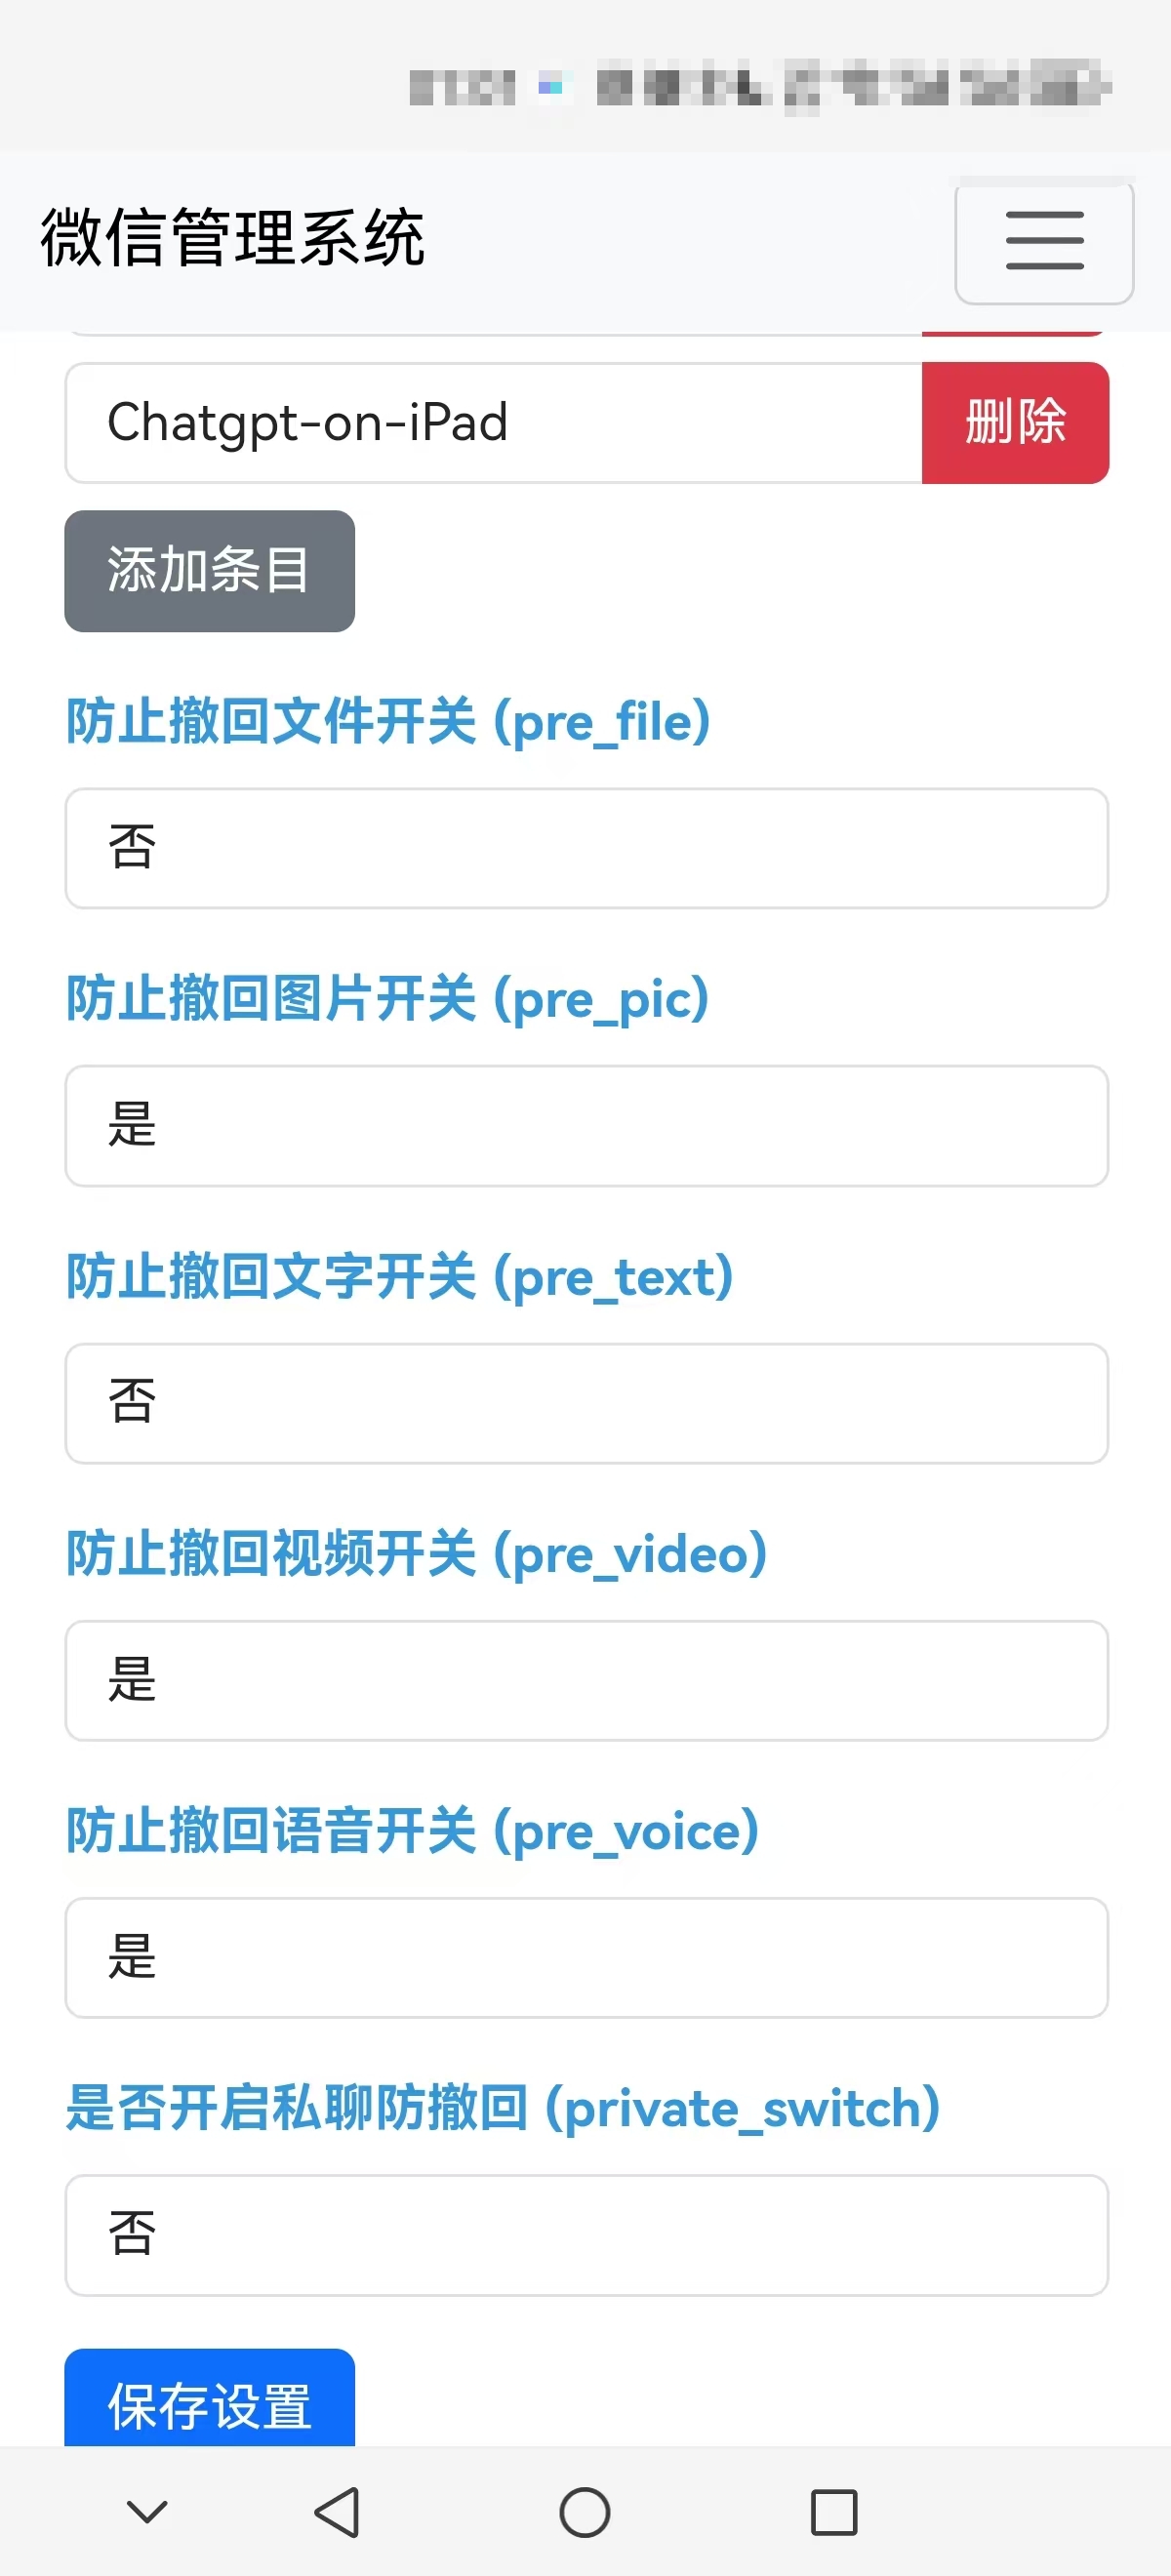 微信管理系统
Chatgpt-on-iPad
删除
添加条目
防止撤回文件开关 (pre_file)
否
防止撤回图片开关 (pre_pic)
是
防止撤回文字开关 (pre_text)
否
防止撤回视频开关 (pre_video)
是
防止撤回语音开关 (pre_voice)
是
是否开启私聊防撤回 (private_switch)
否
保存设置